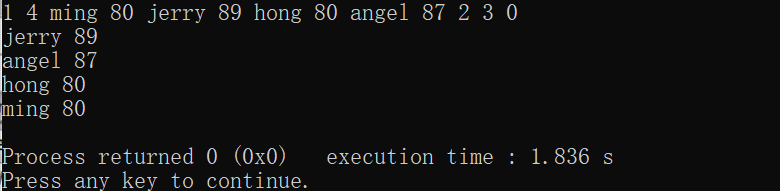 1 4 ming 80 jerry 89 hong 80 angel 87 2 3 0
jerry 89
angel 87
hong 80
ming 80
Process returned 0 (0x0)   execution time : 1.836 s
Press any key to continue.